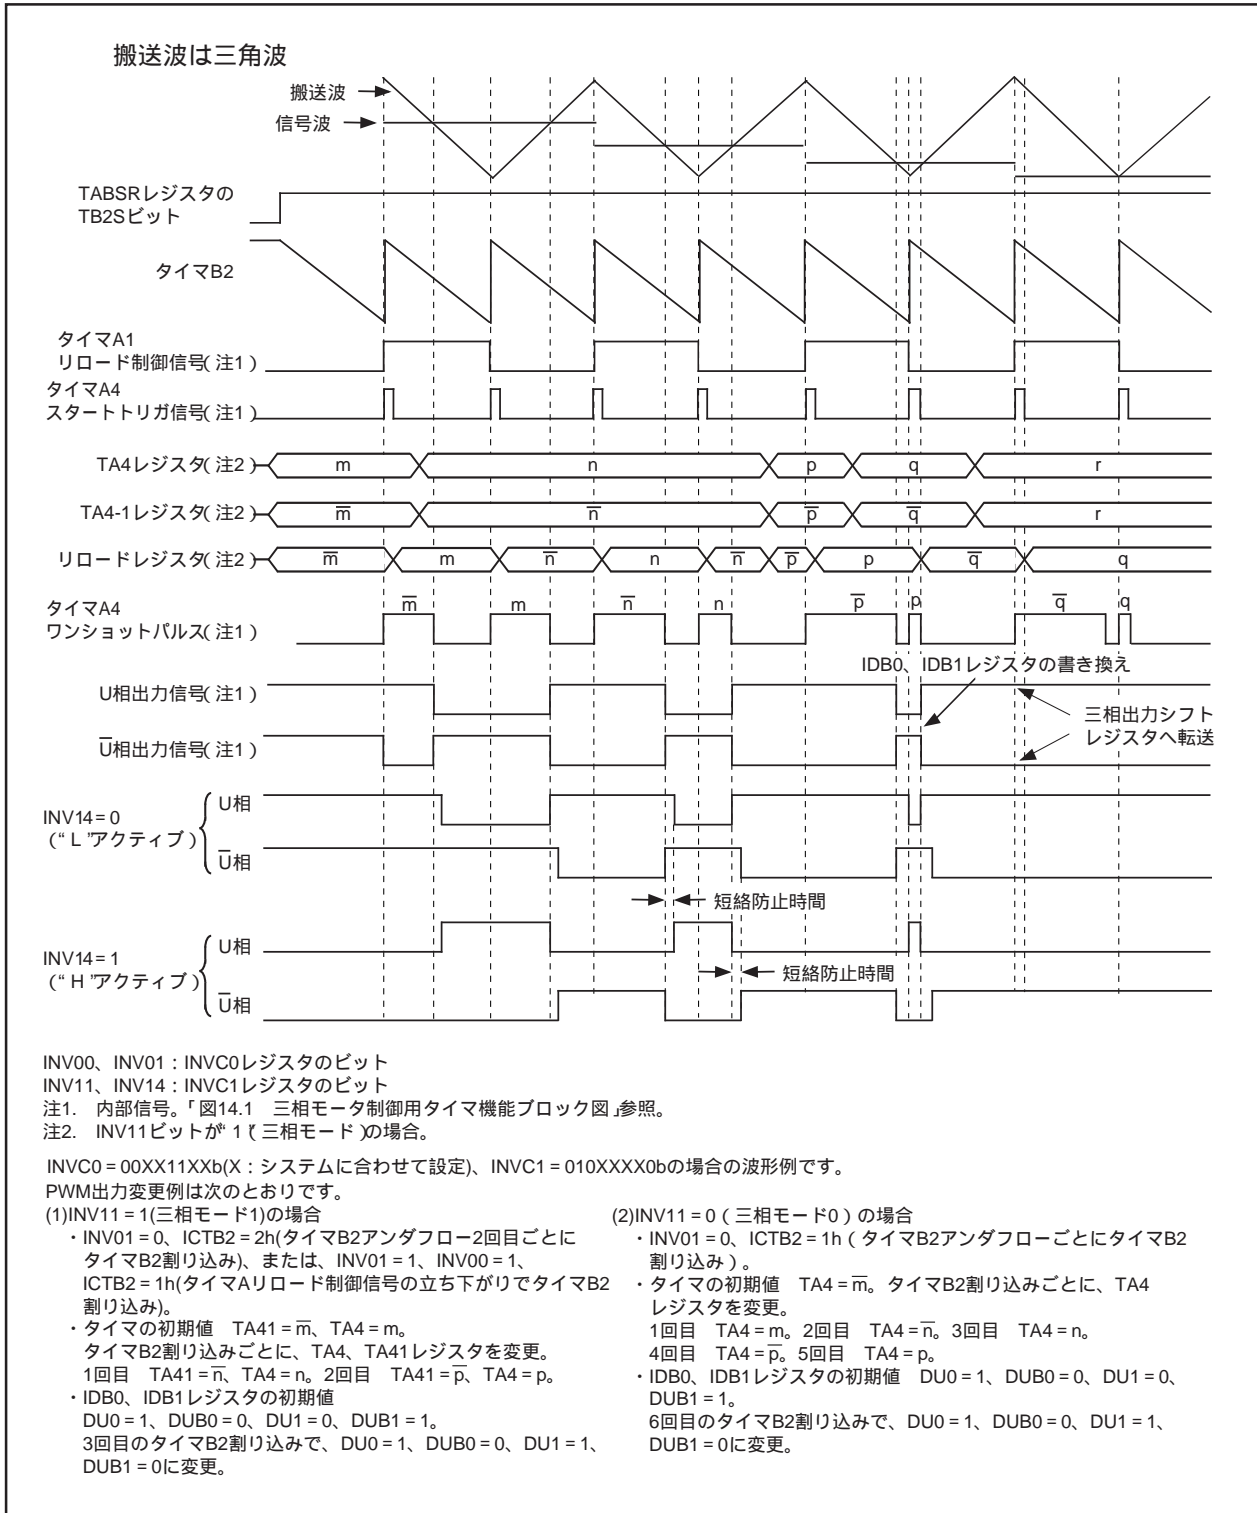 搬送波は三角波
搬送波
信号波
TABSRレジスタの
TB2Sビット
タイマB2
タイマA1
リロード制御信号(注1)
タイマA4
スタートトリガ信号(注1)
TA4レジスタ(注2)
m n p q r
TA4-1レジスタ(注2)
m̅ n̅ p̅ q̅ r
リロードレジスタ(注2)
m̅ m n̅ n n̅ p̅ p q̅ q
タイマA4
ワンショットパルス(注1)
m̅ m n̅ n p̅ p q̅ q
IDB0、IDB1レジスタの書き換え
U相出力信号(注1)
三相出力シフト
レジスタへ転送
U̅相出力信号(注1)
INV14=0
(“L”アクティブ)
U相
U̅相
短絡防止時間
INV14=1
(“H”アクティブ)
U相
短絡防止時間
U̅相
INV00、INV01:INVC0レジスタのビット
INV11、INV14:INVC1レジスタのビット
注1. 内部信号。「図14.1 三相モータ制御用タイマ機能ブロック図」参照。
注2. INV11ビットが“1”(三相モード)の場合。
INVC0=00XX11XXb(X:システムに合わせて設定)、INVC1=010XXXX0bの場合の波形例です。
PWM出力変更例は次のとおりです。
(1)INV11=1(三相モード1)の場合
・INV01=0、ICTB2=2h(タイマB2アンダフロー2回目ごとに
タイマB2割り込み)、または、INV01=1、INV00=1、
ICTB2=1h(タイマAリロード制御信号の立ち下がりでタイマB2
割り込み)。
・タイマの初期値 TA41=m̅、TA4=m。
タイマB2割り込みごとに、TA4、TA41レジスタを変更。
1回目 TA41=n̅、TA4=n。2回目 TA41=p̅、TA4=p。
・IDB0、IDB1レジスタの初期値
DU0=1、DUB0=0、DU1=0、DUB1=1。
3回目のタイマB2割り込みで、DU0=1、DUB0=0、DU1=1、
DUB1=0に変更。
(2)INV11=0(三相モード0)の場合
・INV01=0、ICTB2=1h(タイマB2アンダフローごとにタイマB2
割り込み)。
・タイマの初期値 TA4=m̅。タイマB2割り込みごとに、TA4
レジスタを変更。
1回目 TA4=m。2回目 TA4=n̅。3回目 TA4=n。
4回目 TA4=p̅。5回目 TA4=p。
・IDB0、IDB1レジスタの初期値 DU0=1、DUB0=0、DU1=0、
DUB1=1。
6回目のタイマB2割り込みで、DU0=1、DUB0=0、DU1=1、
DUB1=0に変更。